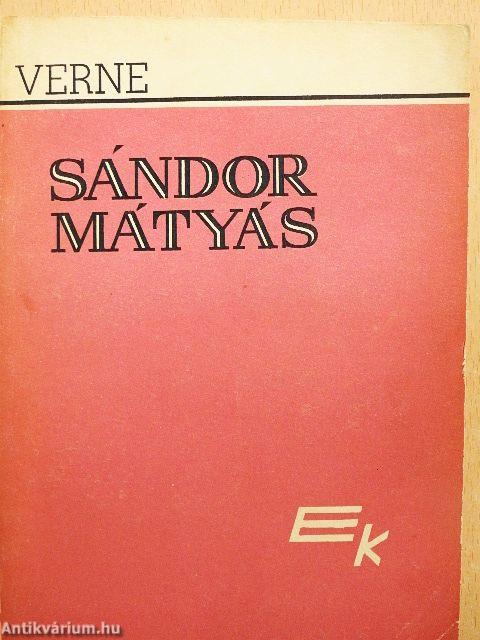 VERNE
SÁNDOR
MÁTYÁS
EK
Antikvárium.hu